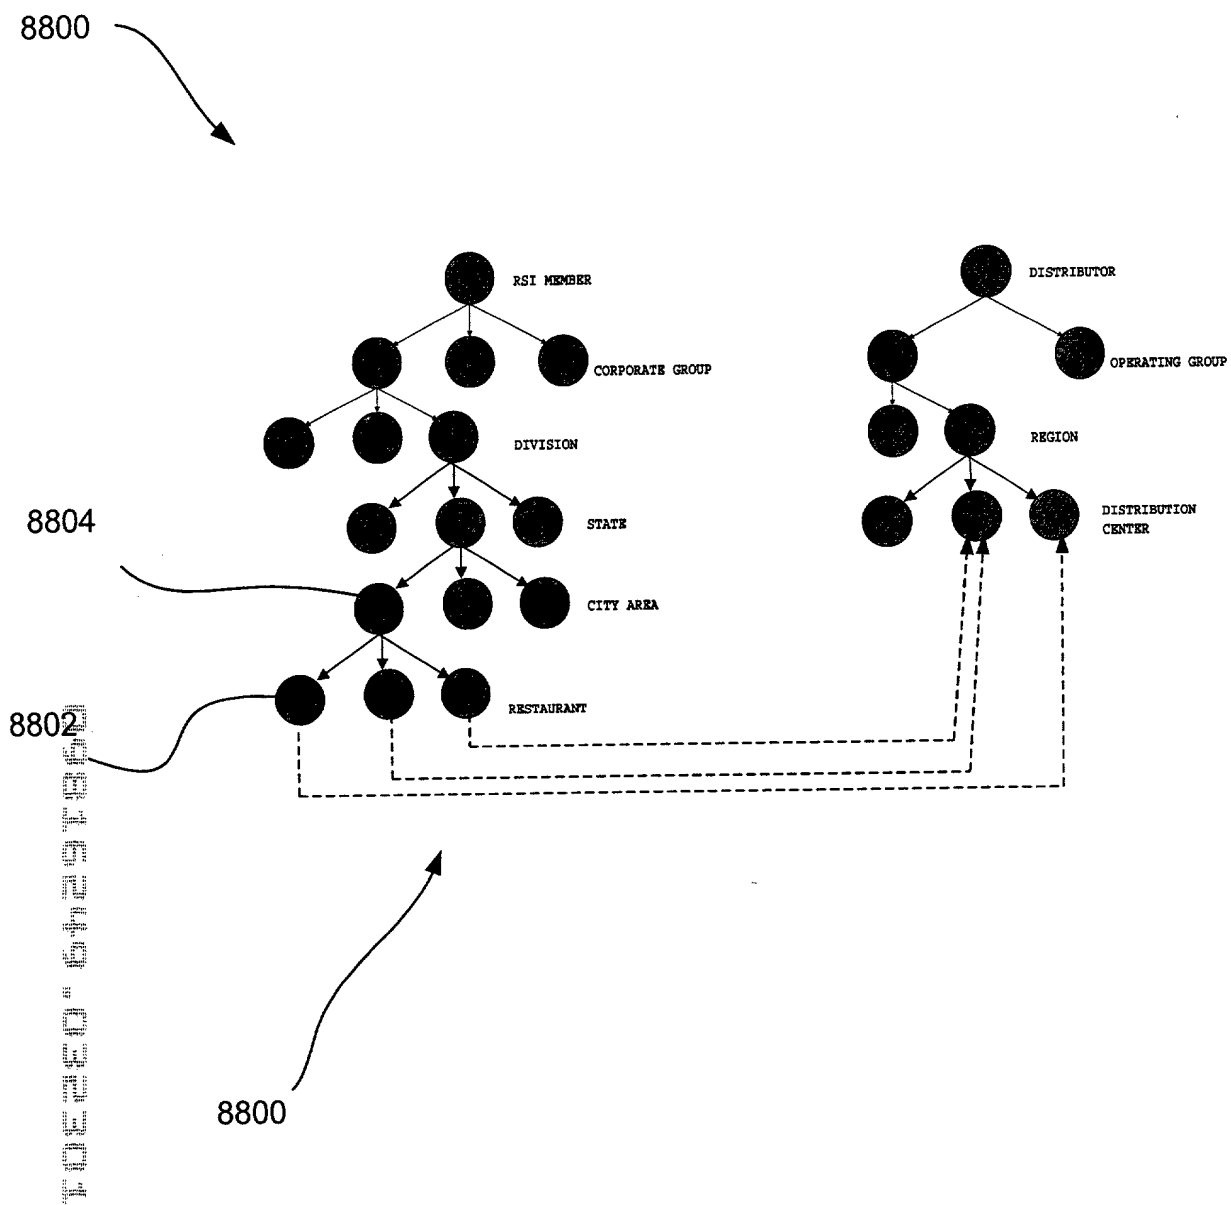 8800
RSI MEMBER
DISTRIBUTOR
CORPORATE GROUP
OPERATING GROUP
DIVISION
REGION
8804
STATE
DISTRIBUTION
CENTER
CITY AREA
8802
RESTAURANT
8800